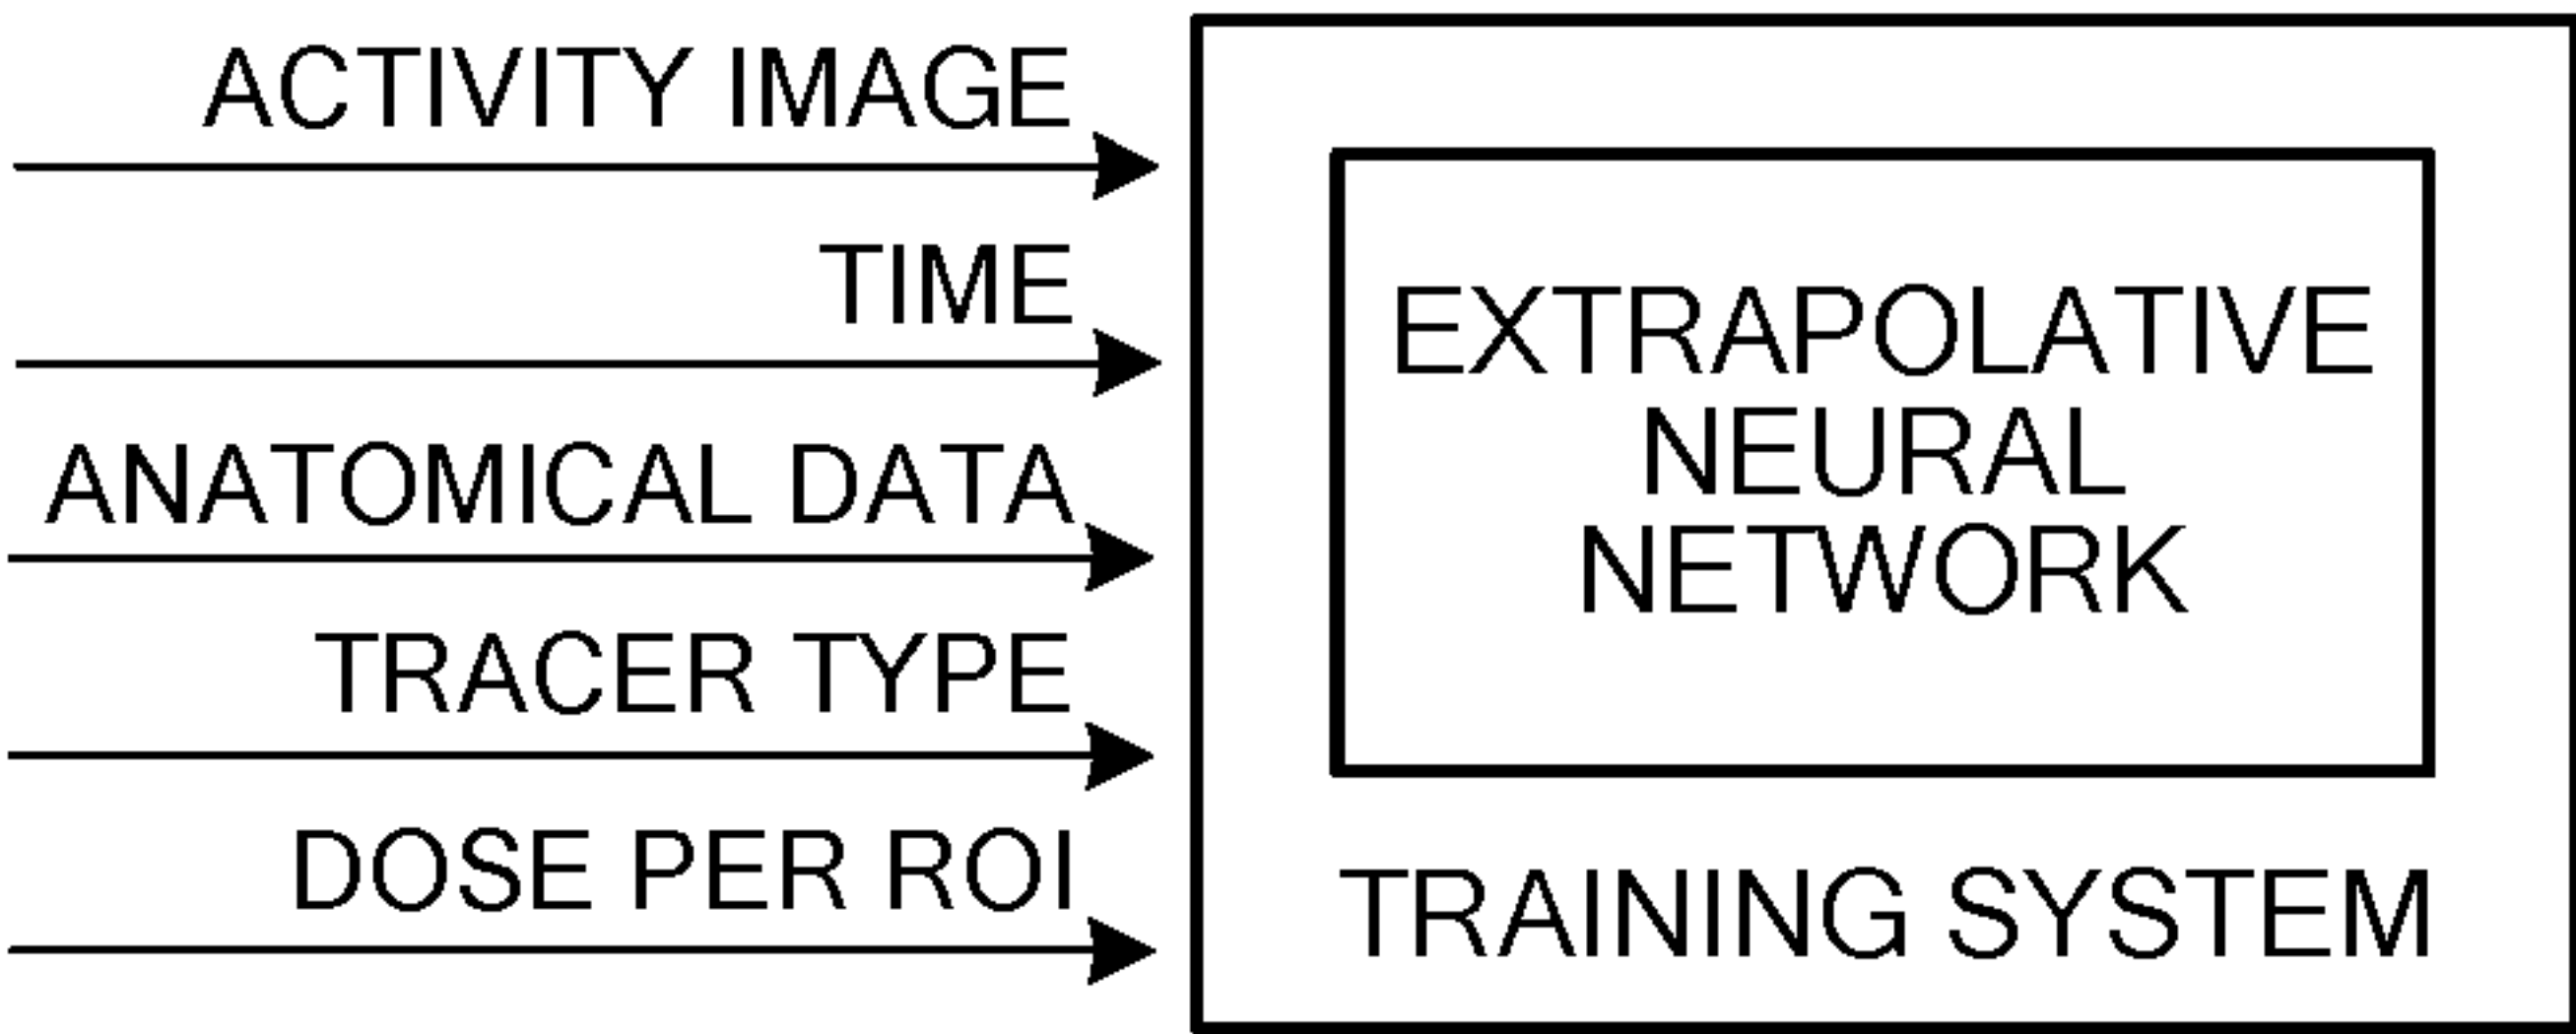 ACTIVITY IMAGE
TIME
ANATOMICAL DATA
TRACER TYPE
DOSE PER ROI
EXTRAPOLATIVE
NEURAL
NETWORK
TRAINING SYSTEM